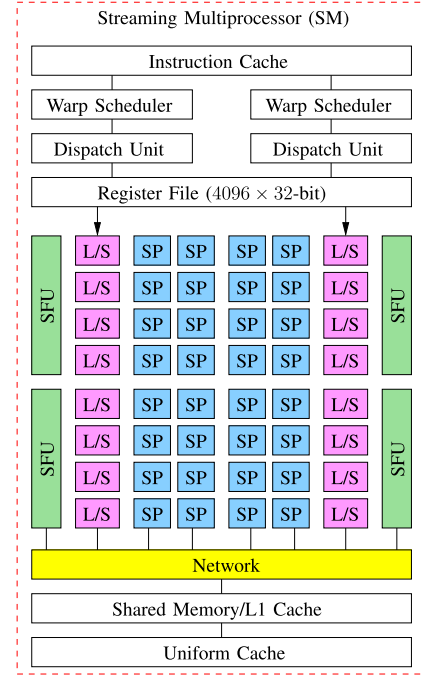 Streaming Multiprocessor (SM)
Instruction Cache
Warp Scheduler Warp Scheduler
Dispatch Unit Dispatch Unit
Register File (4096 × 32-bit)
SFU SFU
L/S SP SP SP SP L/S
L/S SP SP SP SP L/S
L/S SP SP SP SP L/S
L/S SP SP SP SP L/S
SFU SFU
L/S SP SP SP SP L/S
L/S SP SP SP SP L/S
L/S SP SP SP SP L/S
L/S SP SP SP SP L/S
Network
Shared Memory/L1 Cache
Uniform Cache